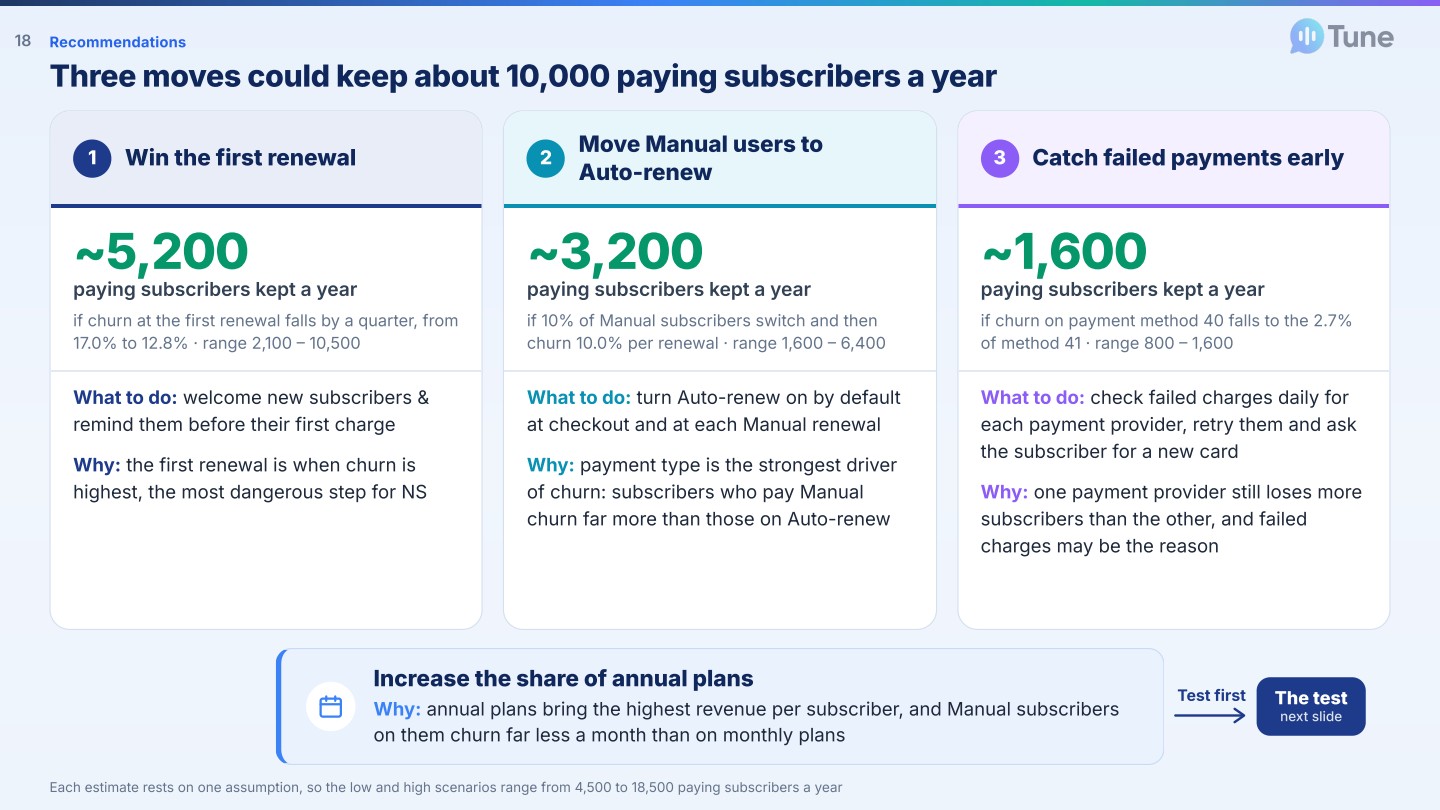 18 Recommendations
Tune
Three moves could keep about 10,000 paying subscribers a year
1 Win the first renewal
~5,200
paying subscribers kept a year
if churn at the first renewal falls by a quarter, from
17.0% to 12.8% · range 2,100 – 10,500
What to do: welcome new subscribers &
remind them before their first charge
Why: the first renewal is when churn is
highest, the most dangerous step for NS
2 Move Manual users to
Auto-renew
~3,200
paying subscribers kept a year
if 10% of Manual subscribers switch and then
churn 10.0% per renewal · range 1,600 – 6,400
What to do: turn Auto-renew on by default
at checkout and at each Manual renewal
Why: payment type is the strongest driver
of churn: subscribers who pay Manual
churn far more than those on Auto-renew
3 Catch failed payments early
~1,600
paying subscribers kept a year
if churn on payment method 40 falls to the 2.7%
of method 41 · range 800 – 1,600
What to do: check failed charges daily for
each payment provider, retry them and ask
the subscriber for a new card
Why: one payment provider still loses more
subscribers than the other, and failed
charges may be the reason
Increase the share of annual plans
Why: annual plans bring the highest revenue per subscriber, and Manual subscribers
on them churn far less a month than on monthly plans
Test first
The test
next slide
Each estimate rests on one assumption, so the low and high scenarios range from 4,500 to 18,500 paying subscribers a year